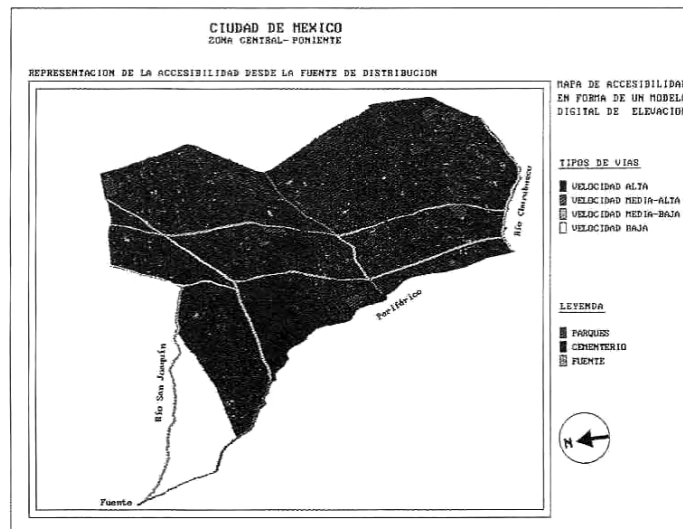 CIUDAD DE MEXICO
ZONA CENTRAL-PONIENTE
REPRESENTACION DE LA ACCESIBILIDAD DESDE LA FUENTE DE DISTRIBUCION
MAPA DE ACCESIBILIDAD
EN FORMA DE UN MODELO
DIGITAL DE ELEVACION
TIPOS DE VIAS
VELOCIDAD ALTA
VELOCIDAD MEDIA-ALTA
VELOCIDAD MEDIA-BAJA
VELOCIDAD BAJA
Río Churubusco
Periférico
LEYENDA
PARQUES
CEMENTERIO
FUENTE
Río San Joaquín
N
Fuente